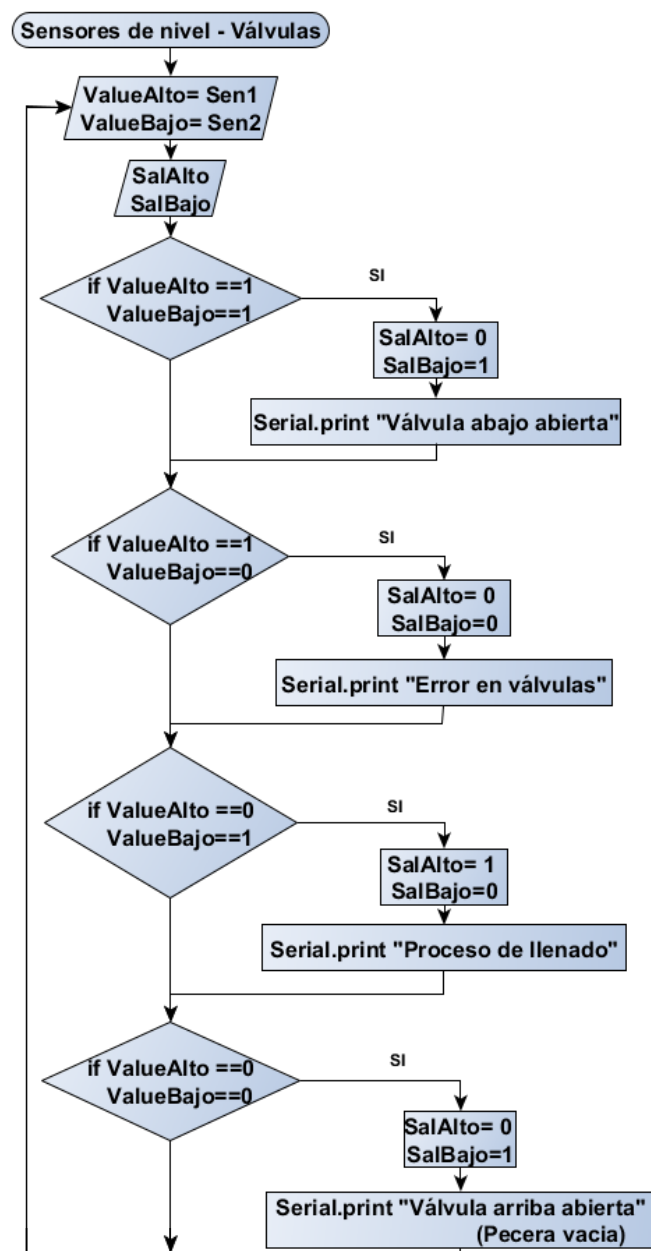 Sensores de nivel - Válvulas
ValueAlto= Sen1
ValueBajo= Sen2
SalAlto
SalBajo
if ValueAlto ==1
ValueBajo==1
SI
SalAlto= 0
SalBajo=1
Serial.print "Válvula abajo abierta"
if ValueAlto ==1
ValueBajo==0
SI
SalAlto= 0
SalBajo=0
Serial.print "Error en válvulas"
if ValueAlto ==0
ValueBajo==1
SI
SalAlto= 1
SalBajo=0
Serial.print "Proceso de llenado"
if ValueAlto ==0
ValueBajo==0
SI
SalAlto= 0
SalBajo=1
Serial.print "Válvula arriba abierta"
(Pecera vacia)